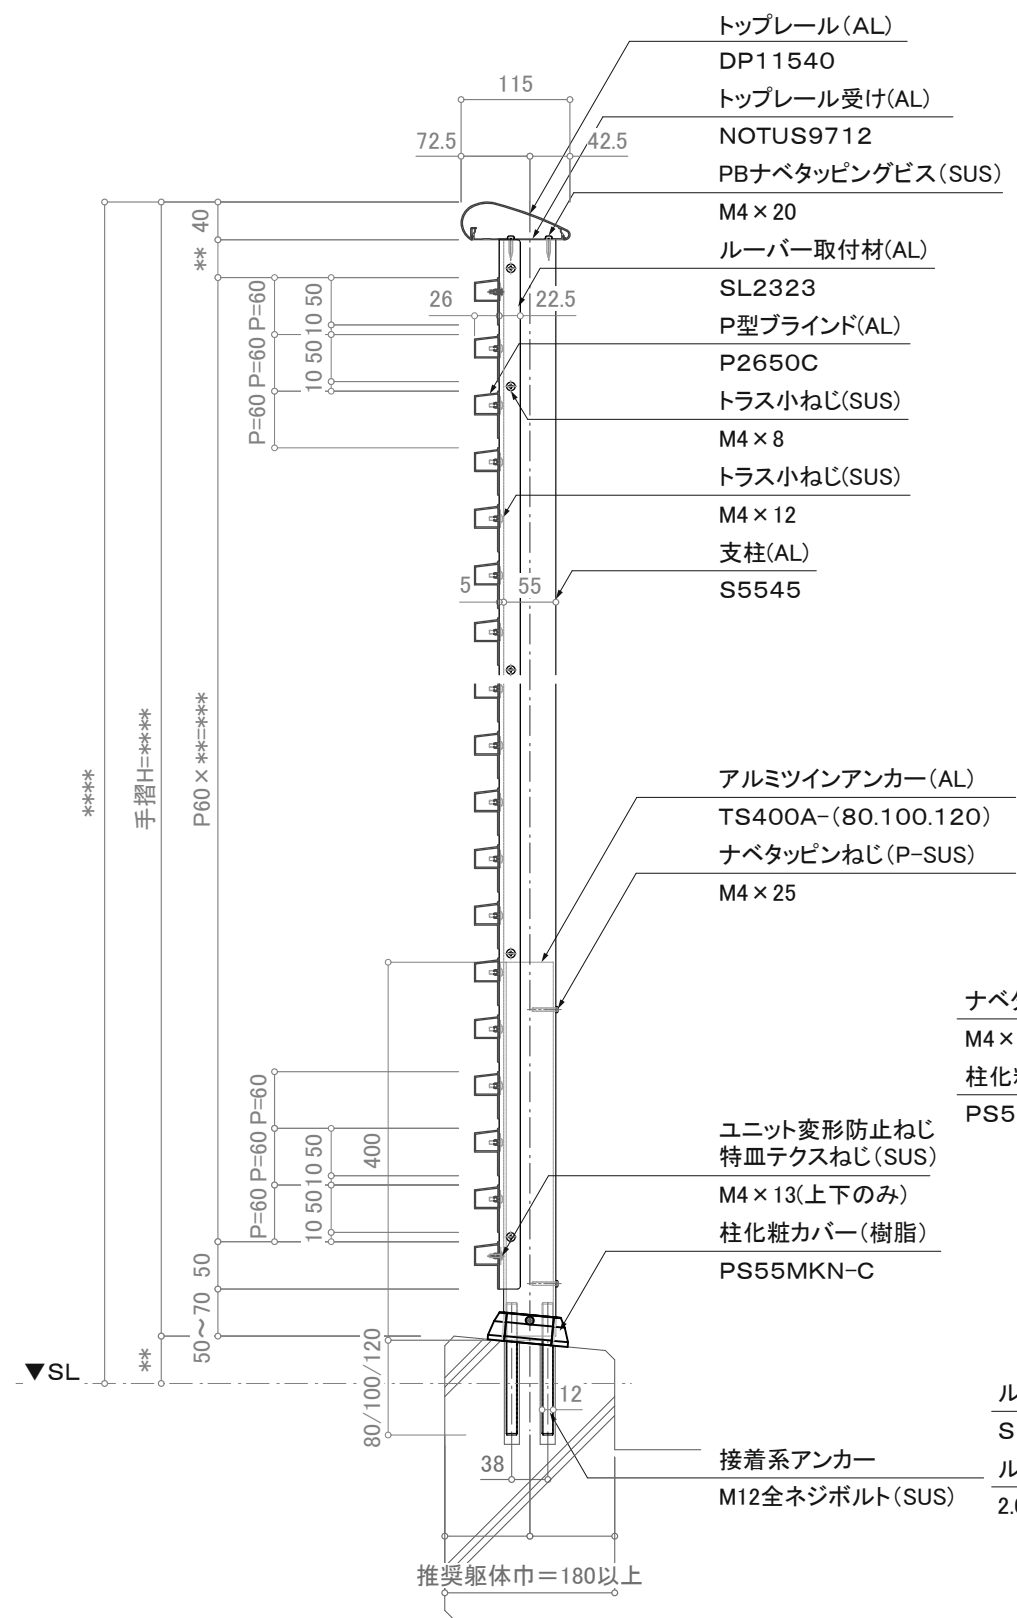 トップレール(AL)
DP11540
トップレール受け(AL)
NOTUS9712
PBナベタッピングビス(SUS)
M4×20
ルーバー取付材(AL)
SL2323
P型ブラインド(AL)
P2650C
トラス小ねじ(SUS)
M4×8
トラス小ねじ(SUS)
M4×12
支柱(AL)
S5545
アルミツインアンカー(AL)
TS400A-(80.100.120)
ナベタッピンねじ(P-SUS)
M4×25
ユニット変形防止ねじ
特皿テクスねじ(SUS)
M4×13(上下のみ)
柱化粧カバー(樹脂)
PS55MKN-C
接着系アンカー
M12全ネジボルト(SUS)
115
72.5
42.5
40
**
P=60 P=60 P=60
10 50
10 50
26
22.5
5
55
****
手摺H=****
P60×**=***
400
P=60 P=60 P=60
10 50
10 50
50
50～70
**
80/100/120
▼SL
12
38
推奨躯体巾＝180以上
ナベ
M4×
柱化
PS5
ル
S
ル
2.